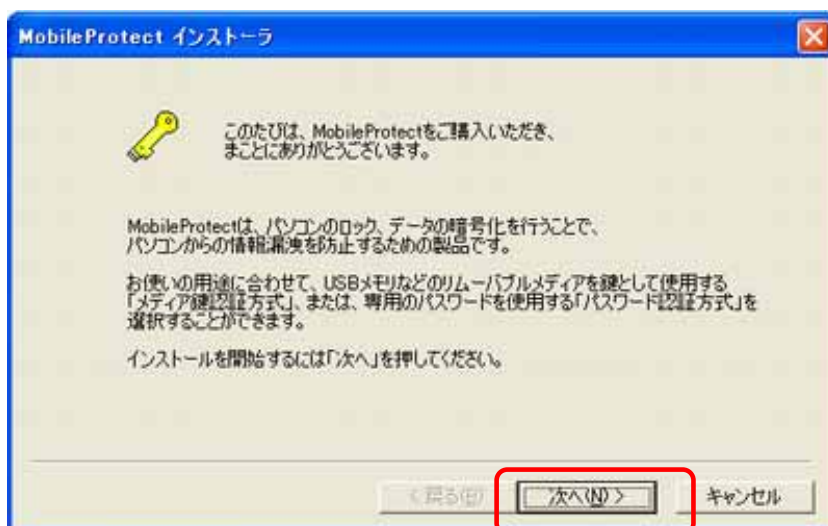 MobileProtect インストーラ
このたびは、MobileProtectをご購入いただき、
まことにありがとうございます。
MobileProtectは、パソコンのロック、データの暗号化を行うことで、
パソコンからの情報漏洩を防止するための製品です。
お使いの用途に合わせて、USBメモリなどのリムーバブルメディアを鍵として使用する
「メディア鍵認証方式」、または、専用のパスワードを使用する「パスワード認証方式」を
選択することができます。
インストールを開始するには「次へ」を押してください。
< 戻る(B) 次へ(N) > キャンセル